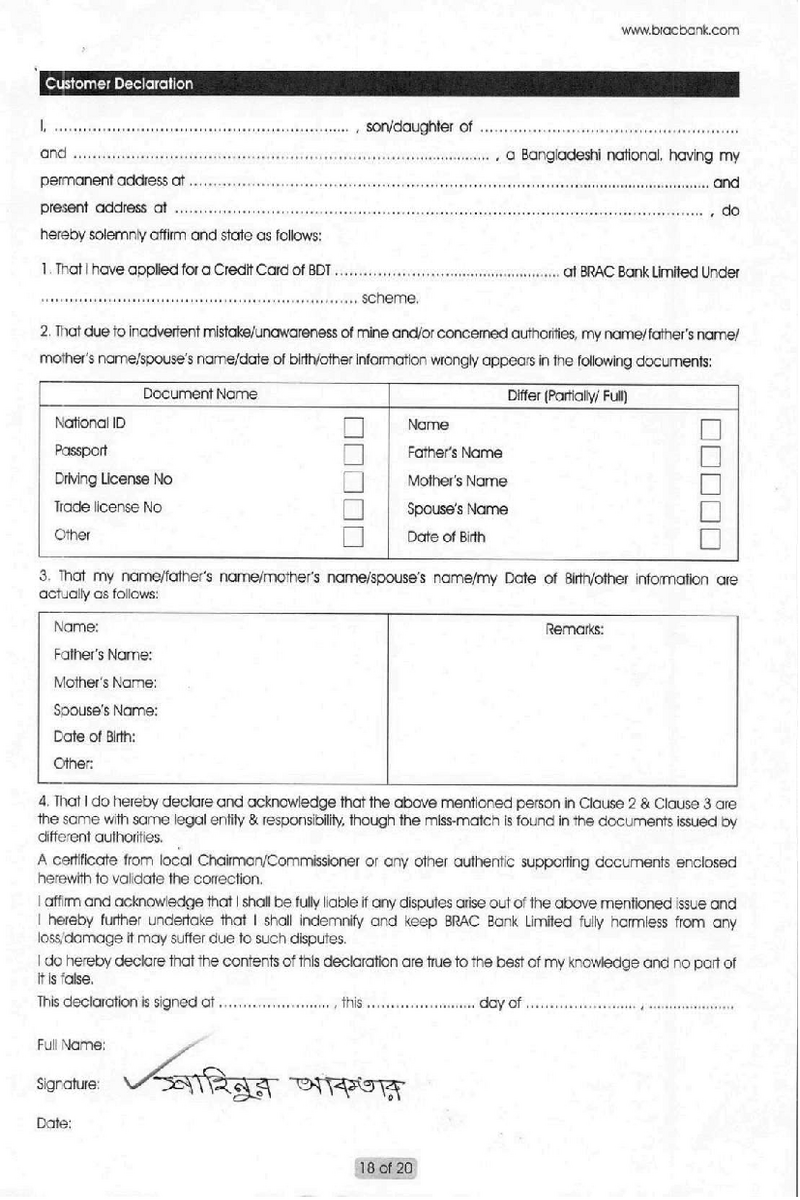 www.bracbank.com
Customer Declaration
I, .............................................................. , son/daughter of ......................................................
and ....................................................................................... , a Bangladeshi national, having my
permanent address at ............................................................................................................. and
present address at ............................................................................................................... , do
hereby solemnly affirm and state as follows:
1. That I have applied for a Credit Card of BDT ............................................... at BRAC Bank Limited Under
................................................................... scheme.
2. That due to inadvertent mistake/unawareness of mine and/or concerned authorities, my name/father's name/
mother's name/spouse's name/date of birth/other information wrongly appears in the following documents:
Document Name Differ (Partially/ Full)
National ID Name
Passport Father's Name
Driving License No Mother's Name
Trade license No Spouse's Name
Other Date of Birth
3. That my name/father's name/mother's name/spouse's name/my Date of Birth/other information are
actually as follows:
Name: Remarks:
Father's Name:
Mother's Name:
Spouse's Name:
Date of Birth:
Other:
4. That I do hereby declare and acknowledge that the above mentioned person in Clause 2 & Clause 3 are
the same with same legal entity & responsibility, though the miss-match is found in the documents issued by
different authorities.
A certificate from local Chairman/Commissioner or any other authentic supporting documents enclosed
herewith to validate the correction.
I affirm and acknowledge that I shall be fully liable if any disputes arise out of the above mentioned issue and
I hereby further undertake that I shall indemnify and keep BRAC Bank Limited fully harmless from any
loss/damage it may suffer due to such disputes.
I do hereby declare that the contents of this declaration are true to the best of my knowledge and no part of
it is false.
This declaration is signed at ........................ , this ....................... day of ........................ , ..................
Full Name:
Signature: শাহিনুর আকতার
Date:
18 of 20